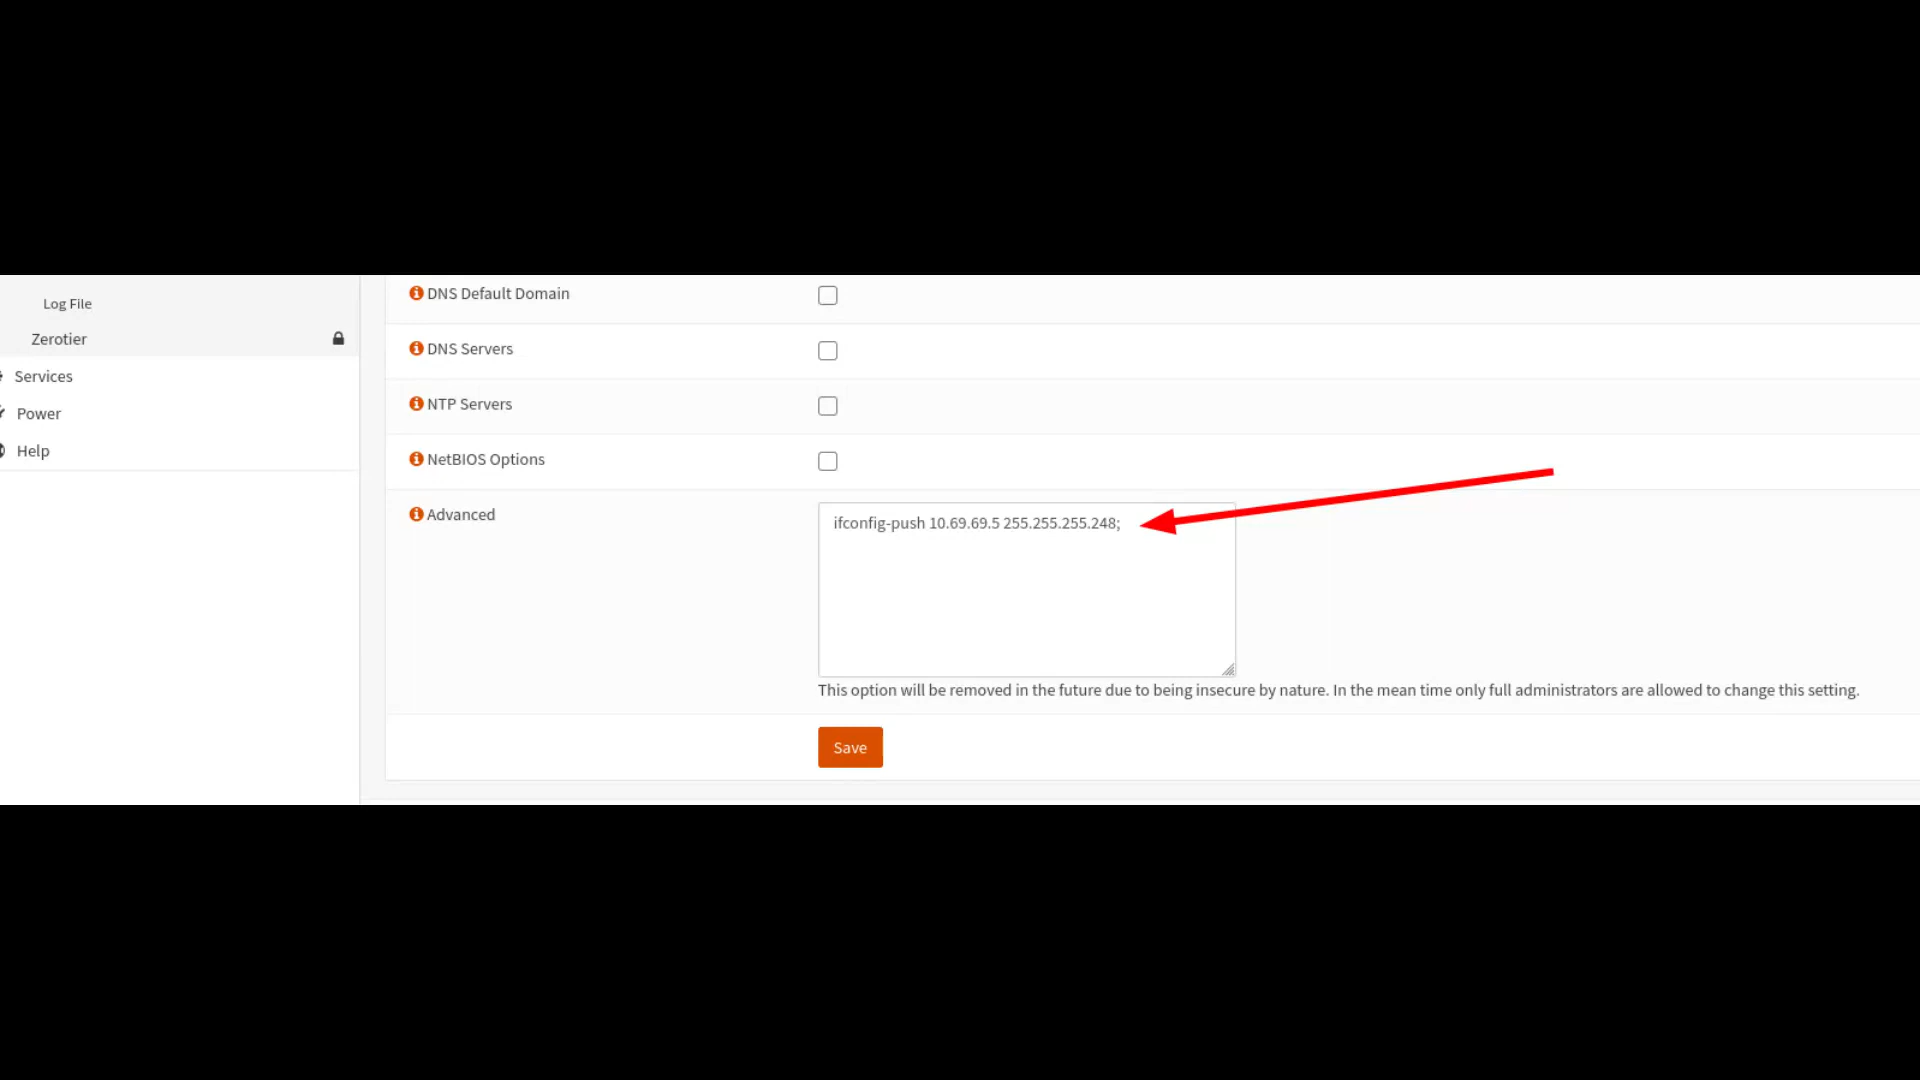 Log File
Zerotier
Services
Power
Help
DNS Default Domain
DNS Servers
NTP Servers
NetBIOS Options
Advanced
ifconfig-push 10.69.69.5 255.255.255.248;
This option will be removed in the future due to being insecure by nature. In the mean time only full administrators are allowed to change this setting.
Save